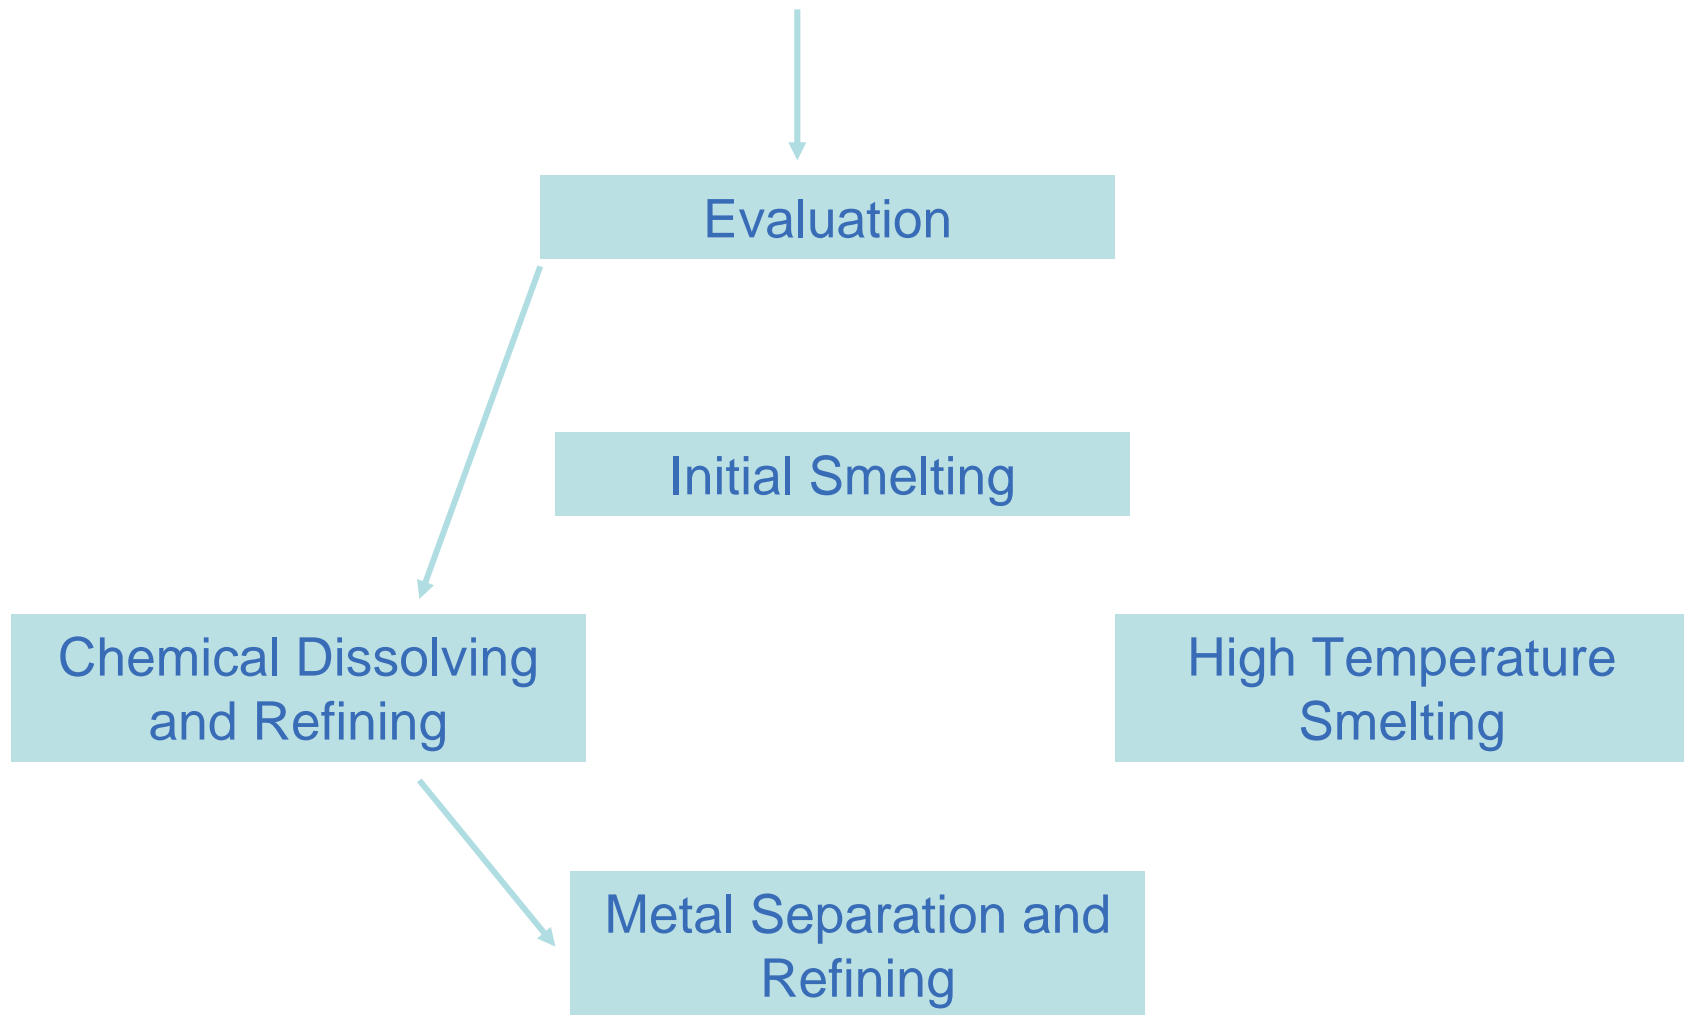 Evaluation
Initial Smelting
Chemical Dissolving
and Refining
High Temperature
Smelting
Metal Separation and
Refining